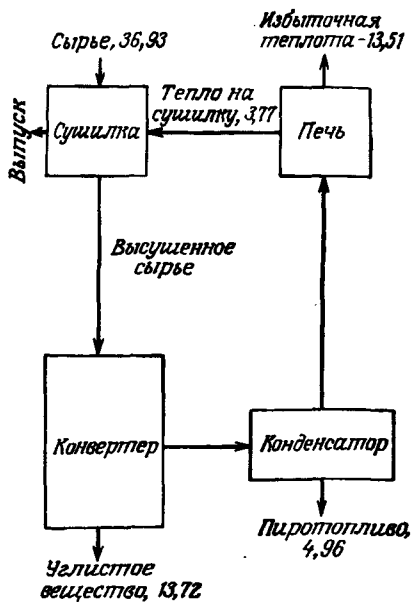 Сырье, 36,93
Избыточная
теплота-13,51
Выпуск
Сушилка
Тепло на
сушилку, 3,77
Печь
Высушенное
сырье
Конвертер
Конденсатор
Углистое
вещество, 13,72
Пиротопливо,
4,96